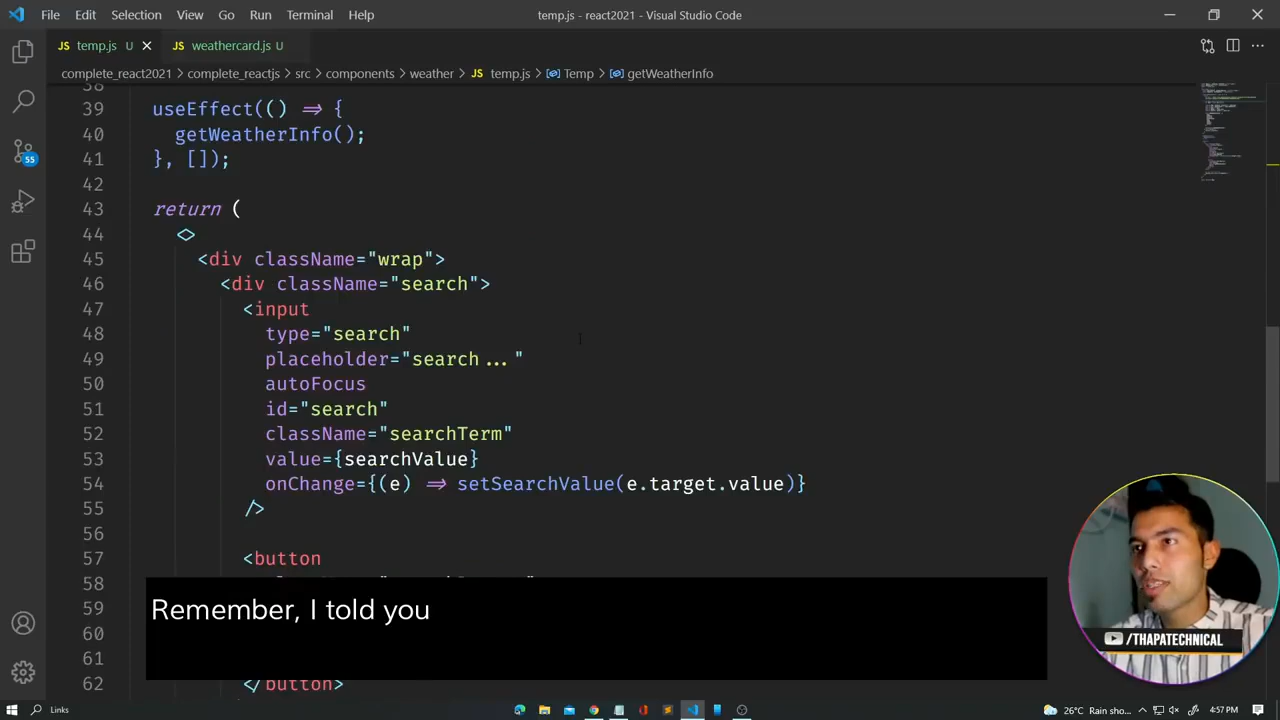 File Edit Selection View Go Run Terminal Help temp.js - react2021 - Visual Studio Code
JS temp.js U JS weathercard.js U
complete_react2021 > complete_reactjs > src > components > weather > JS temp.js > Temp > getWeatherInfo
38
39 useEffect(() => {
40 getWeatherInfo();
41 }, []);
42
43 return (
44 <>
45 <div className="wrap">
46 <div className="search">
47 <input
48 type="search"
49 placeholder="search..."
50 autoFocus
51 id="search"
52 className="searchTerm"
53 value={searchValue}
54 onChange={(e) => setSearchValue(e.target.value)}
55 />
56
57 <button
58
59
60
61
62 </button>
Remember, I told you
55
/THAPATECHNICAL
Links 26°C Rain sho... 4:57 PM